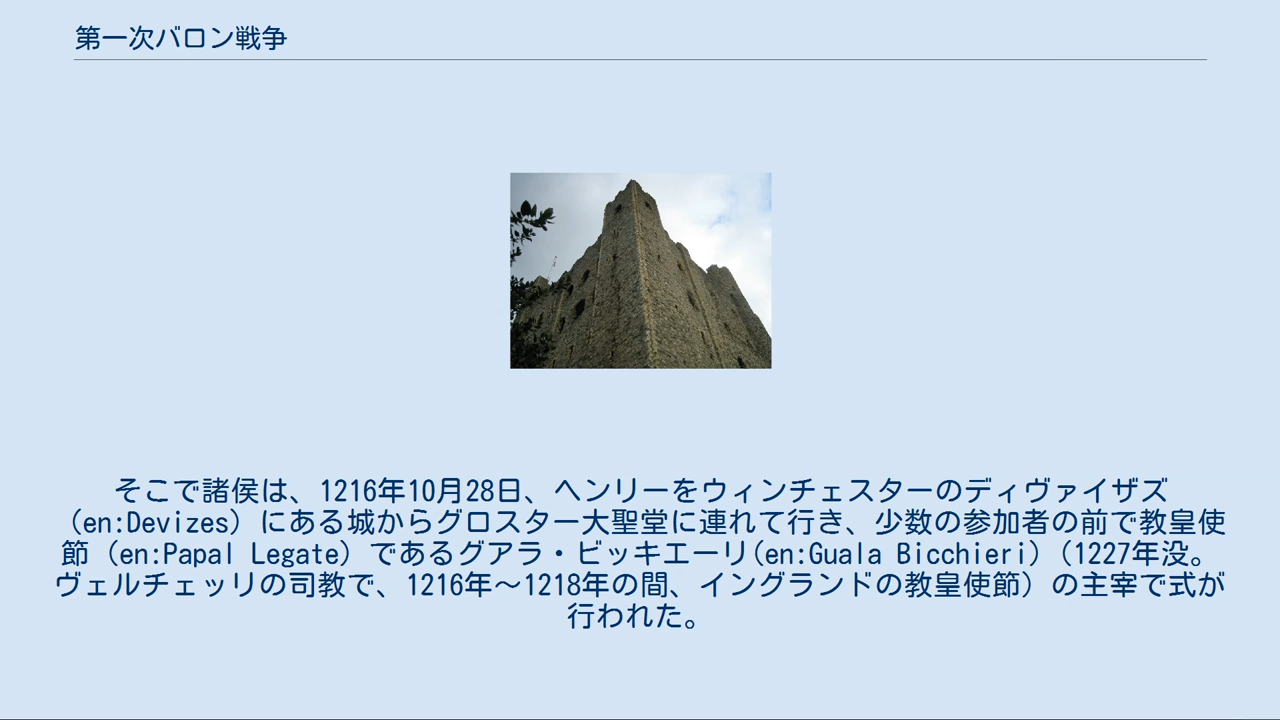 第一次バロン戦争
そこで諸侯は、1216年10月28日、ヘンリーをウィンチェスターのディヴァイザズ
（en:Devizes）にある城からグロスター大聖堂に連れて行き、少数の参加者の前で教皇使
節（en:Papal Legate）であるグアラ・ビッキエーリ(en:Guala Bicchieri)（1227年没。
ヴェルチェッリの司教で、1216年～1218年の間、イングランドの教皇使節）の主宰で式が
行われた。